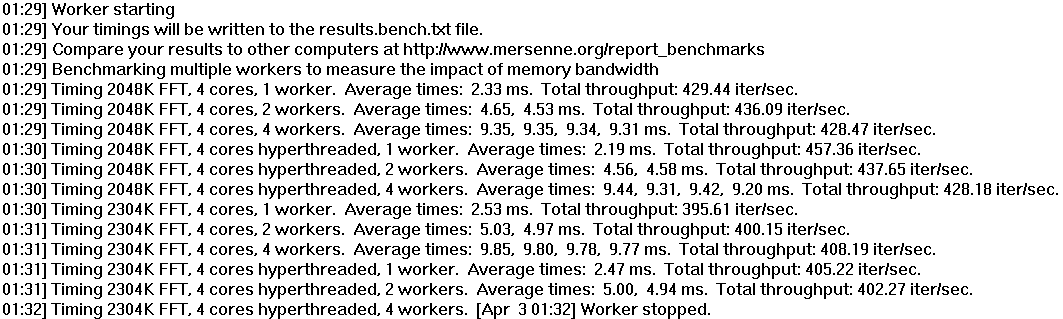 01:29] Worker starting
01:29] Your timings will be written to the results.bench.txt file.
01:29] Compare your results to other computers at http://www.mersenne.org/report_benchmarks
01:29] Benchmarking multiple workers to measure the impact of memory bandwidth
01:29] Timing 2048K FFT, 4 cores, 1 worker.  Average times:  2.33 ms.  Total throughput: 429.44 iter/sec.
01:29] Timing 2048K FFT, 4 cores, 2 workers.  Average times:  4.65,  4.53 ms.  Total throughput: 436.09 iter/sec.
01:29] Timing 2048K FFT, 4 cores, 4 workers.  Average times:  9.35,  9.35,  9.34,  9.31 ms.  Total throughput: 428.47 iter/sec.
01:30] Timing 2048K FFT, 4 cores hyperthreaded, 1 worker.  Average times:  2.19 ms.  Total throughput: 457.36 iter/sec.
01:30] Timing 2048K FFT, 4 cores hyperthreaded, 2 workers.  Average times:  4.56,  4.58 ms.  Total throughput: 437.65 iter/sec.
01:30] Timing 2048K FFT, 4 cores hyperthreaded, 4 workers.  Average times:  9.44,  9.31,  9.42,  9.20 ms.  Total throughput: 428.18 iter/sec.
01:30] Timing 2304K FFT, 4 cores, 1 worker.  Average times:  2.53 ms.  Total throughput: 395.61 iter/sec.
01:31] Timing 2304K FFT, 4 cores, 2 workers.  Average times:  5.03,  4.97 ms.  Total throughput: 400.15 iter/sec.
01:31] Timing 2304K FFT, 4 cores, 4 workers.  Average times:  9.85,  9.80,  9.78,  9.77 ms.  Total throughput: 408.19 iter/sec.
01:31] Timing 2304K FFT, 4 cores hyperthreaded, 1 worker.  Average times:  2.47 ms.  Total throughput: 405.22 iter/sec.
01:31] Timing 2304K FFT, 4 cores hyperthreaded, 2 workers.  Average times:  5.00,  4.94 ms.  Total throughput: 402.27 iter/sec.
01:32] Timing 2304K FFT, 4 cores hyperthreaded, 4 workers.  [Apr  3 01:32] Worker stopped.